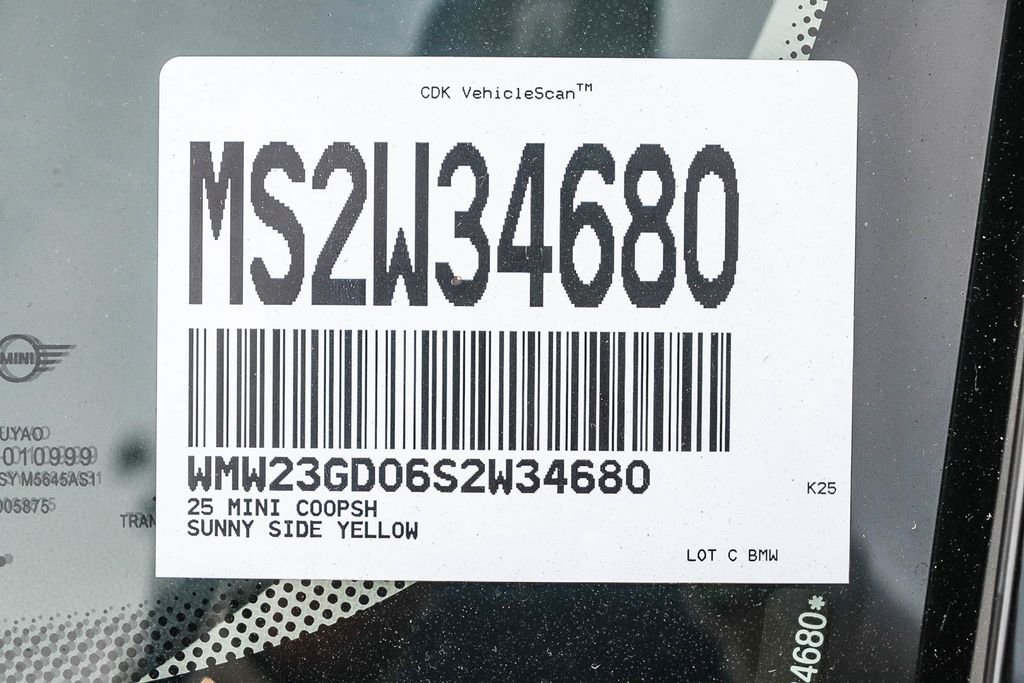 CDK VehicleScan™
MS2W34680
MINI
UYAO
010999
WMW23GD06S2W34680
25 MINI COOPSH
SUNNY SIDE YELLOW
K25
005875
TRAN
LOT C BMW
4680*